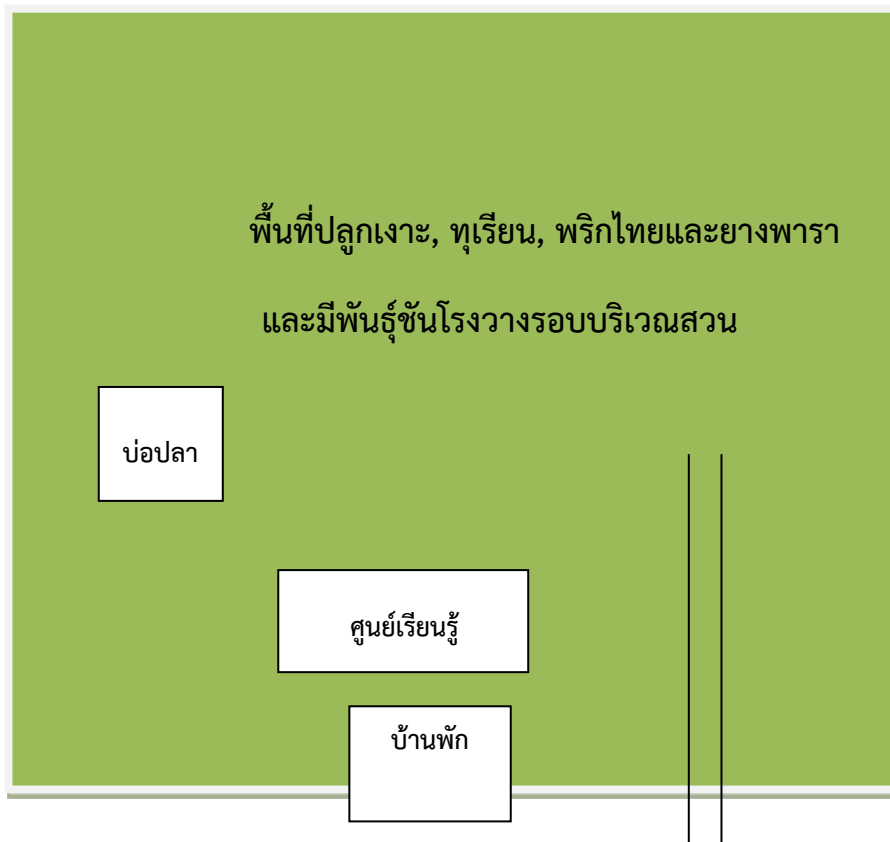 พื้นที่ปลูกเงาะ, ทุเรียน, พริกไทยและยางพารา
และมีพันธุ์ชันโรงวางรอบบริเวณสวน
บ่อปลา
ศูนย์เรียนรู้
บ้านพัก